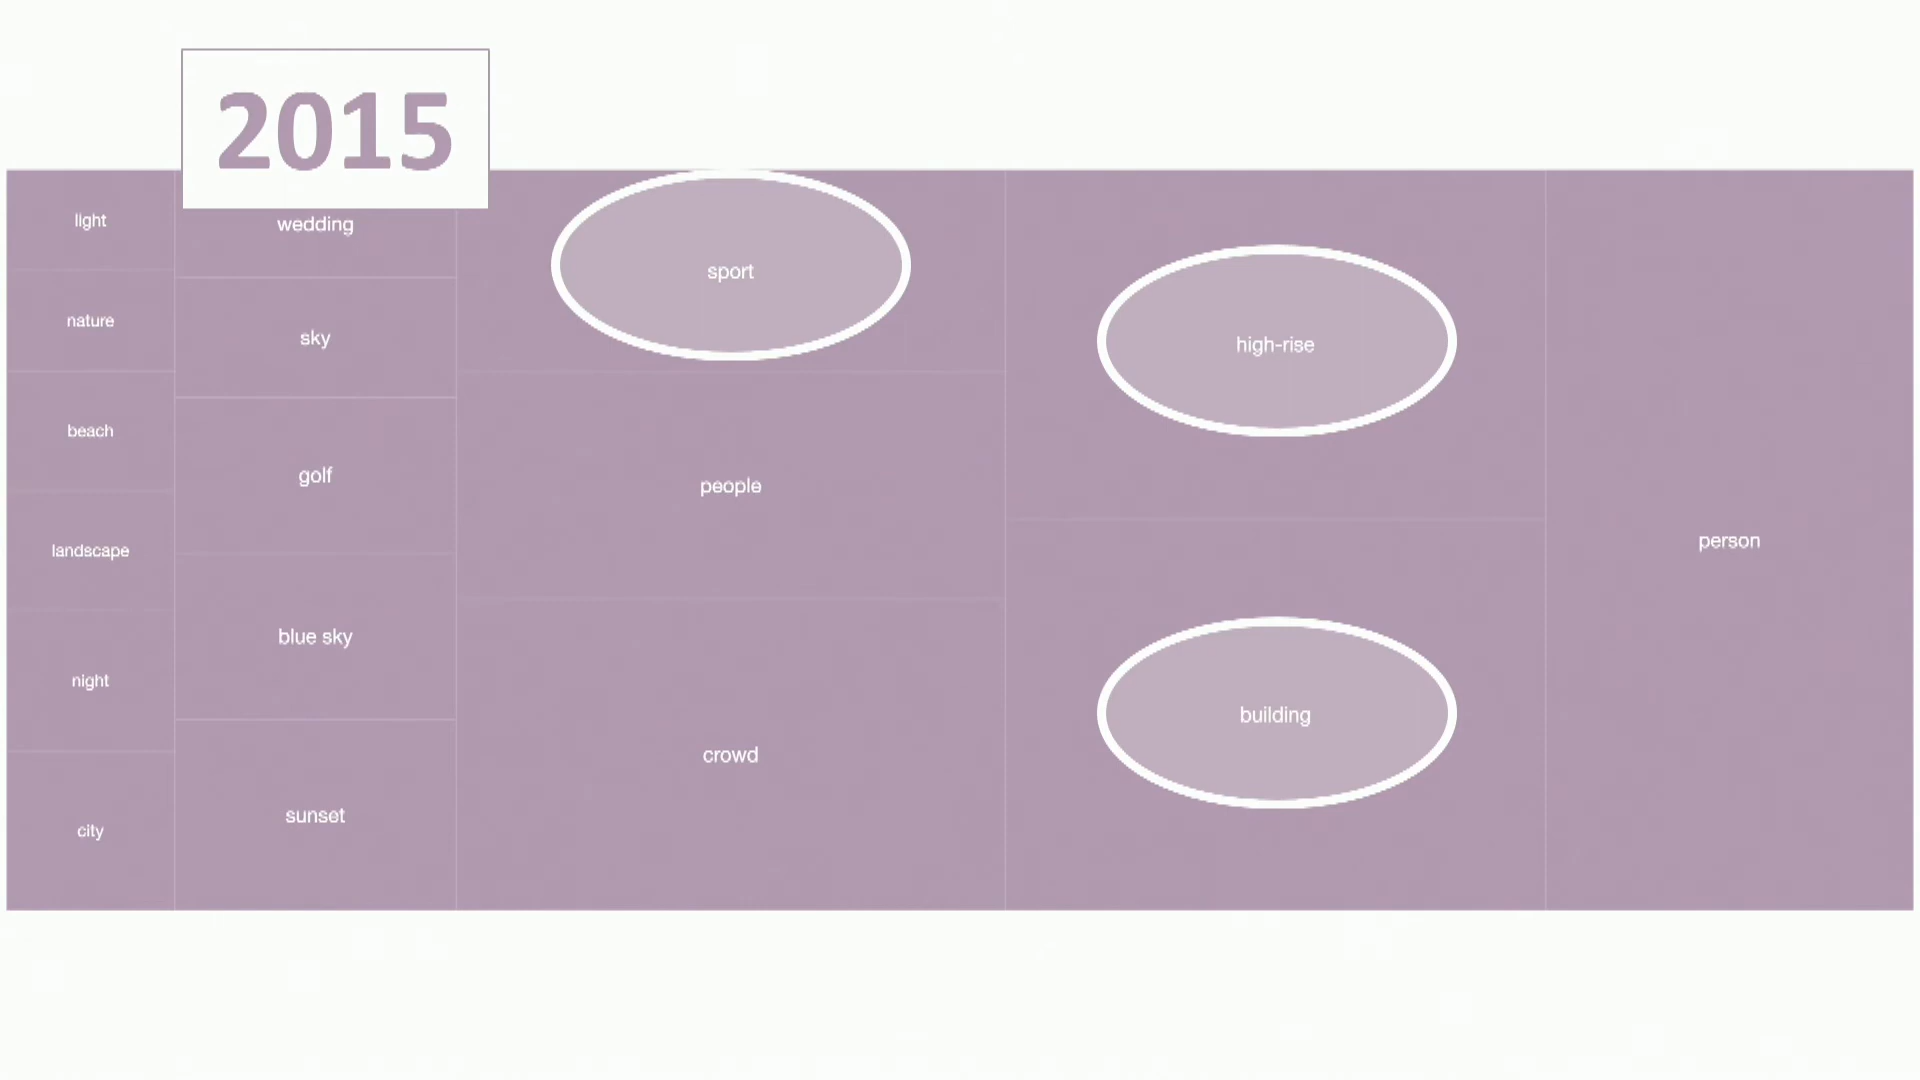 2015
light
nature
beach
landscape
night
city
wedding
sky
golf
blue sky
sunset
sport
people
crowd
high-rise
building
person